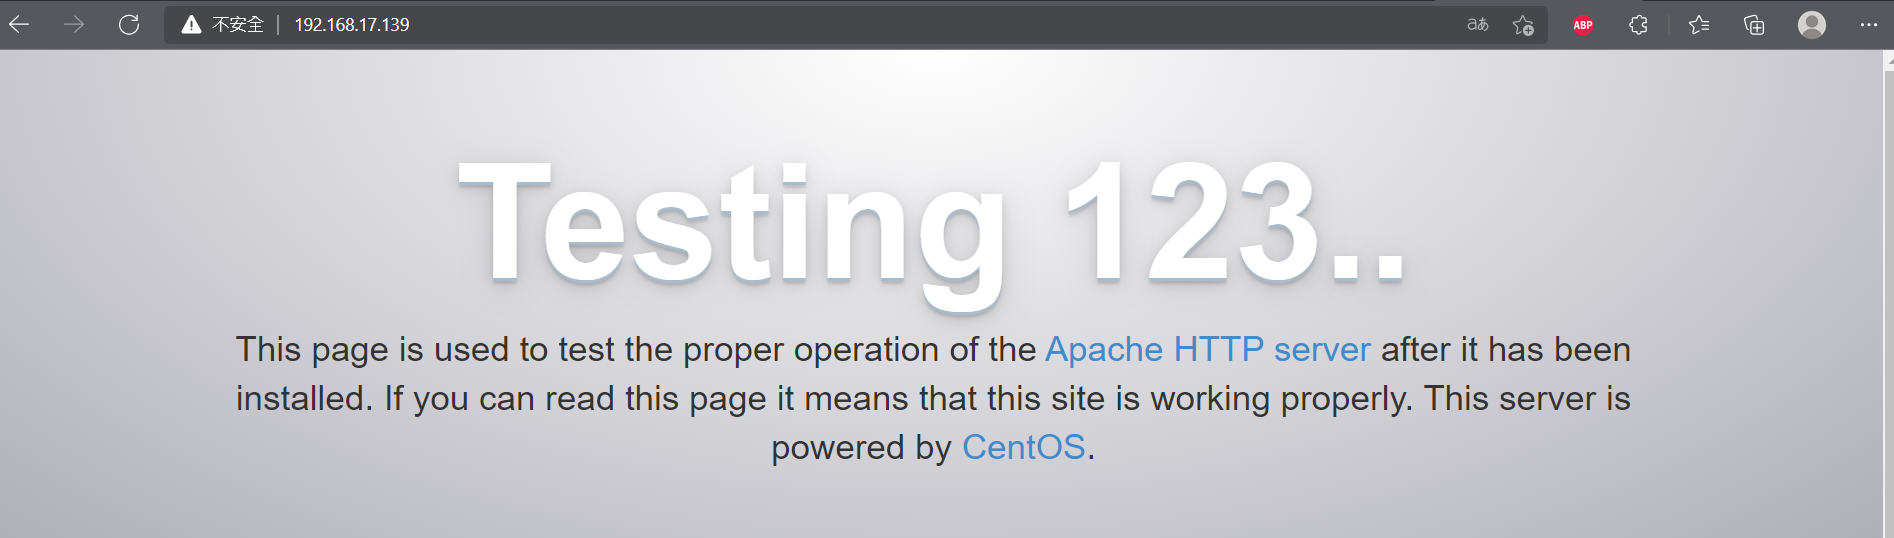 不安全 192.168.17.139 aあ ABP
Testing 123..
This page is used to test the proper operation of the Apache HTTP server after it has been
installed. If you can read this page it means that this site is working properly. This server is
powered by CentOS.